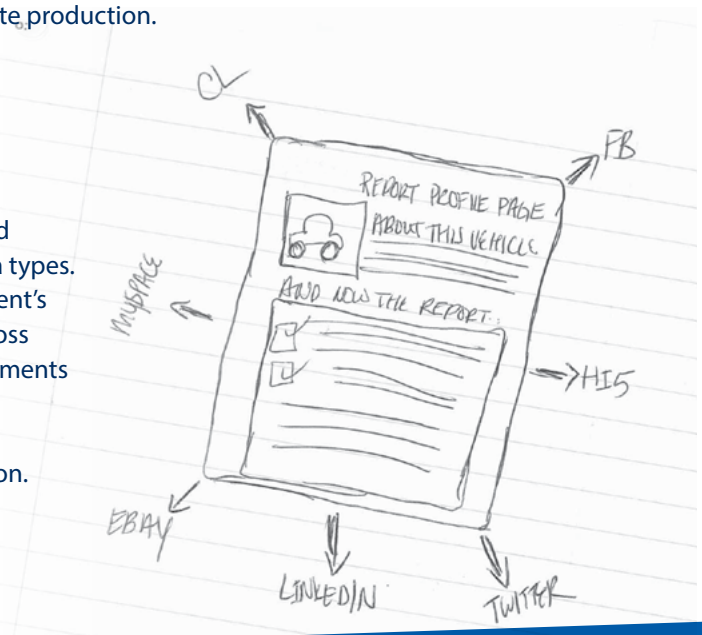 te production.
d
n types.
ent's
oss
ments
on.
CL
FB
REPORT PROFILE PAGE
ABOUT THIS VEHICLE
AND NOW THE REPORT..
MYSPACE
HI5
EBAY
LINKEDIN
TWITTER